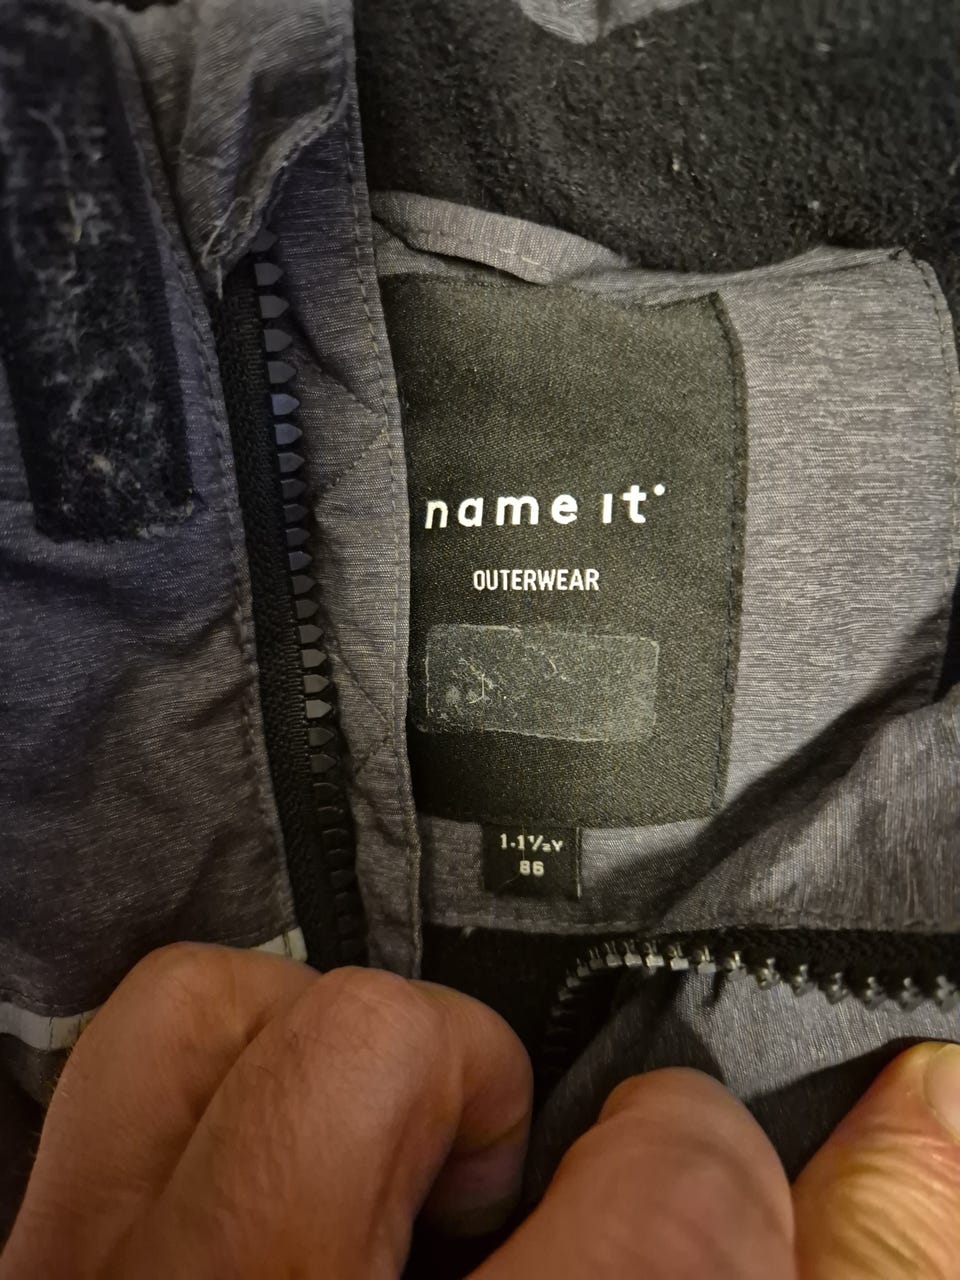 name it
OUTERWEAR
1-1½Y
86